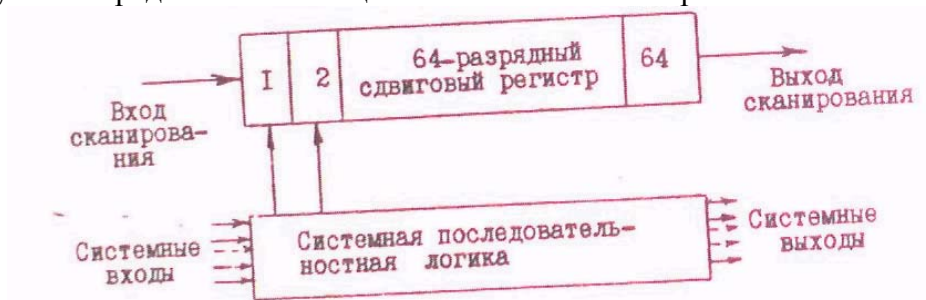 I
2
64-разрядный
сдвиговый регистр
64
Вход
сканирова-
ния
Выход
сканирования
Системные
входы
Системная последователь-
ностная логика
Системные
выходы